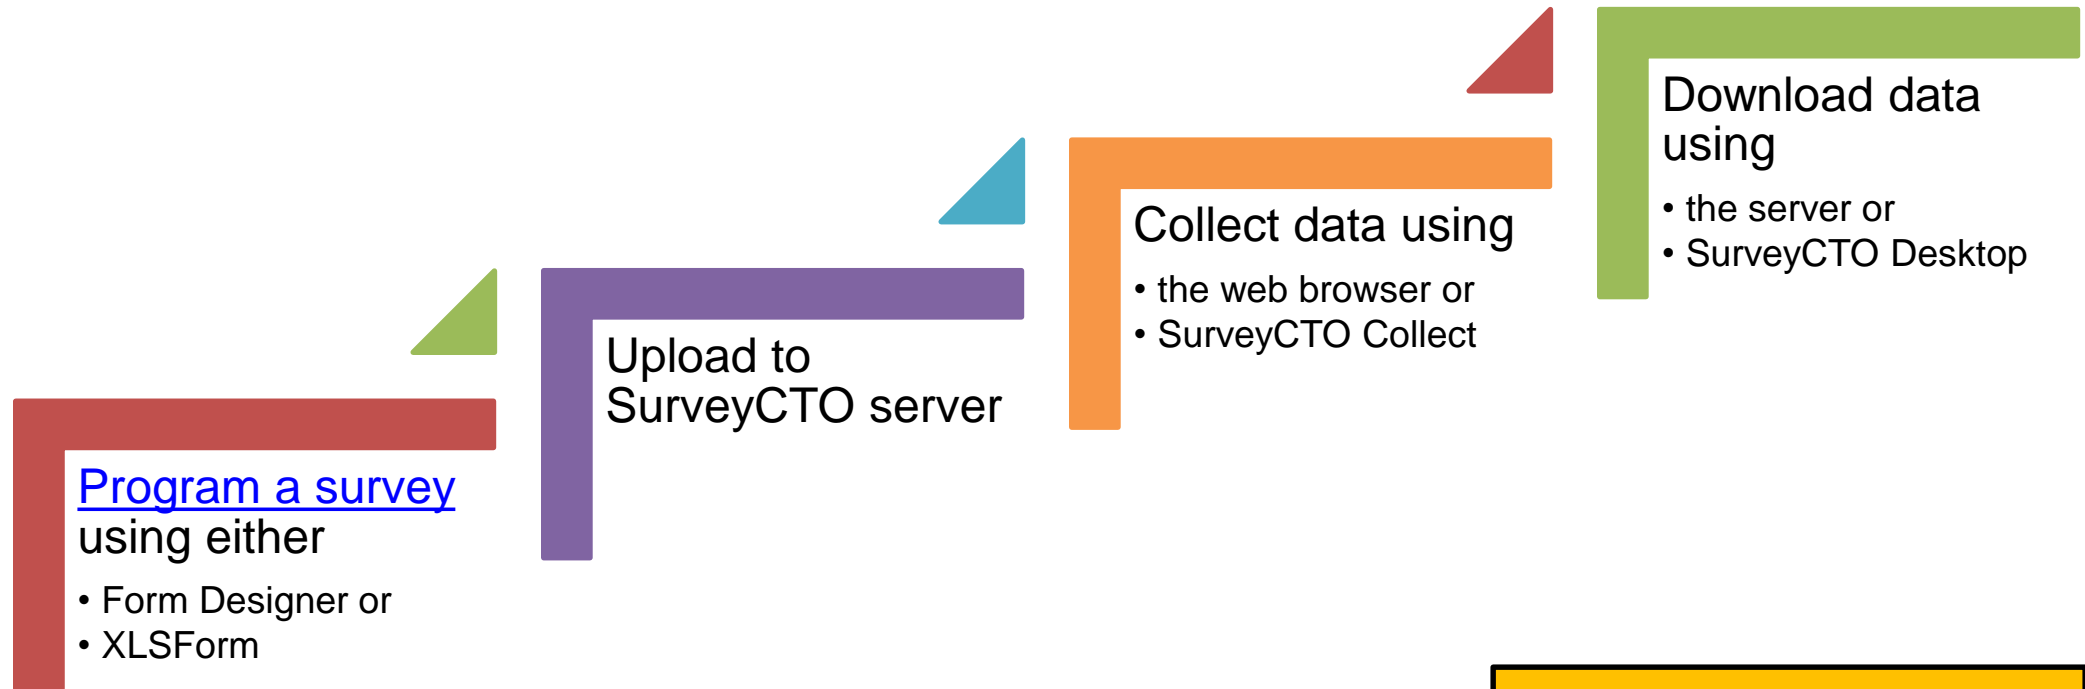 Program a survey
using either
• Form Designer or
• XLSForm
Upload to
SurveyCTO server
Collect data using
• the web browser or
• SurveyCTO Collect
Download data
using
• the server or
• SurveyCTO Desktop